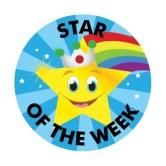 STAR
OF THE WEEK